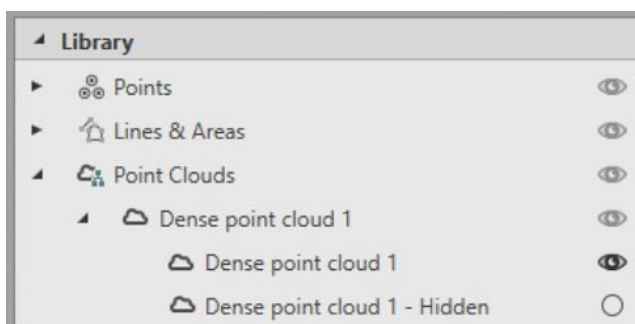 Library
Points
Lines & Areas
Point Clouds
Dense point cloud 1
Dense point cloud 1
Dense point cloud 1 - Hidden